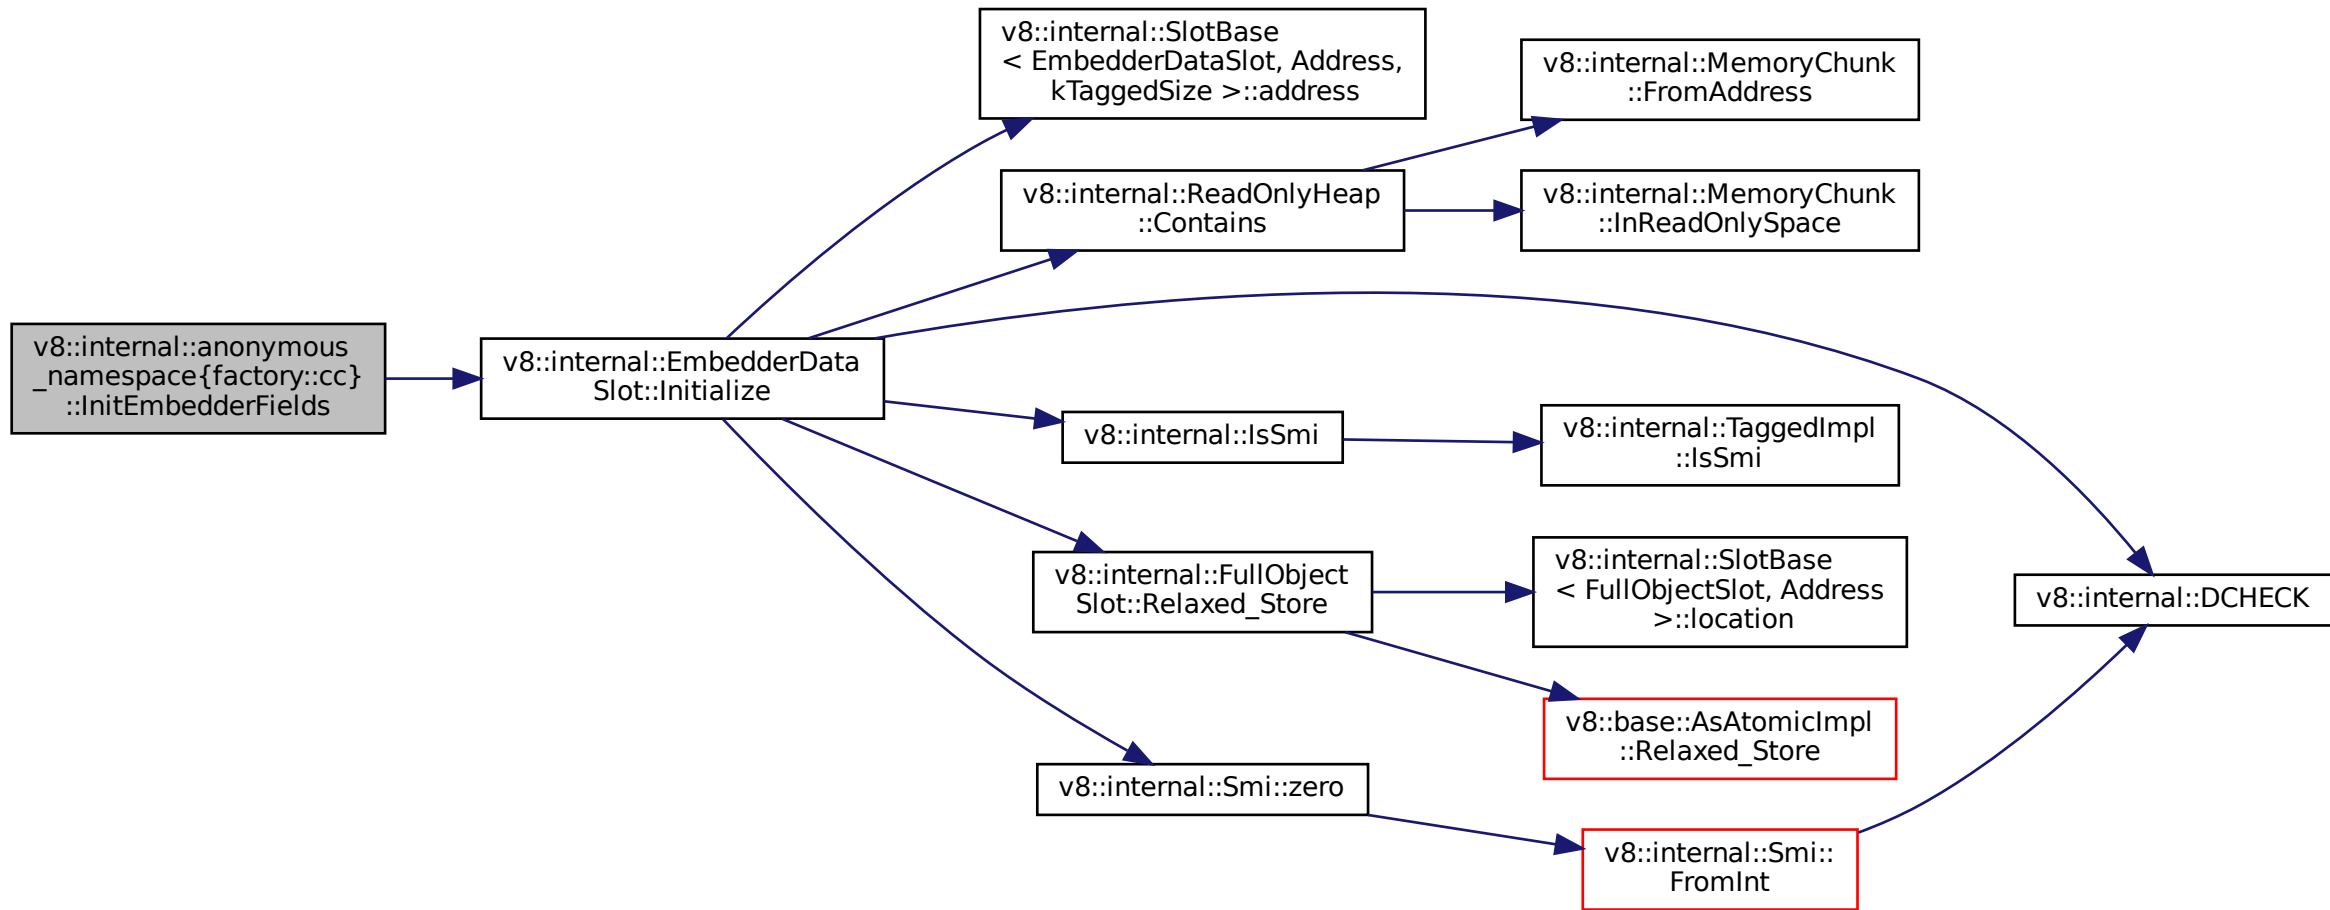 v8::internal::anonymous
_namespace{factory::cc}
::InitEmbedderFields
v8::internal::EmbedderData
Slot::Initialize
v8::internal::SlotBase
< EmbedderDataSlot, Address,
kTaggedSize >::address
v8::internal::ReadOnlyHeap
::Contains
v8::internal::MemoryChunk
::FromAddress
v8::internal::MemoryChunk
::InReadOnlySpace
v8::internal::IsSmi
v8::internal::TaggedImpl
::IsSmi
v8::internal::FullObject
Slot::Relaxed_Store
v8::internal::SlotBase
< FullObjectSlot, Address
>::location
v8::base::AsAtomicImpl
::Relaxed_Store
v8::internal::Smi::zero
v8::internal::Smi::
FromInt
v8::internal::DCHECK